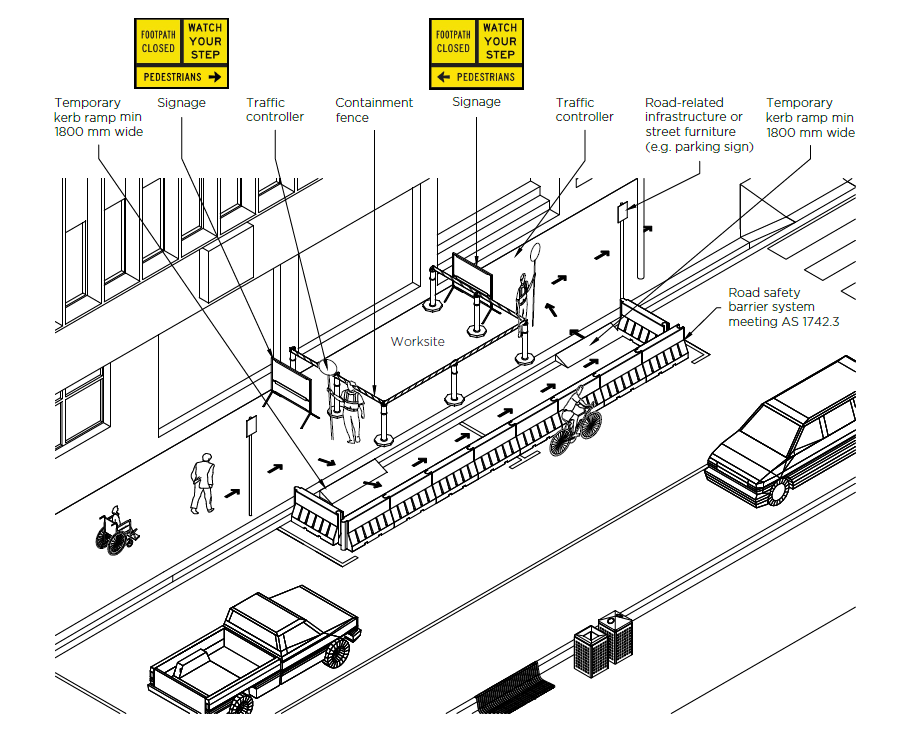 FOOTPATH
CLOSED
WATCH
YOUR
STEP
PEDESTRIANS →
FOOTPATH
CLOSED
WATCH
YOUR
STEP
← PEDESTRIANS
Temporary
kerb ramp min
1800 mm wide
Signage
Traffic
controller
Containment
fence
Signage
Traffic
controller
Road-related
infrastructure or
street furniture
(e.g. parking sign)
Temporary
kerb ramp min
1800 mm wide
Road safety
barrier system
meeting AS 1742.3
Worksite